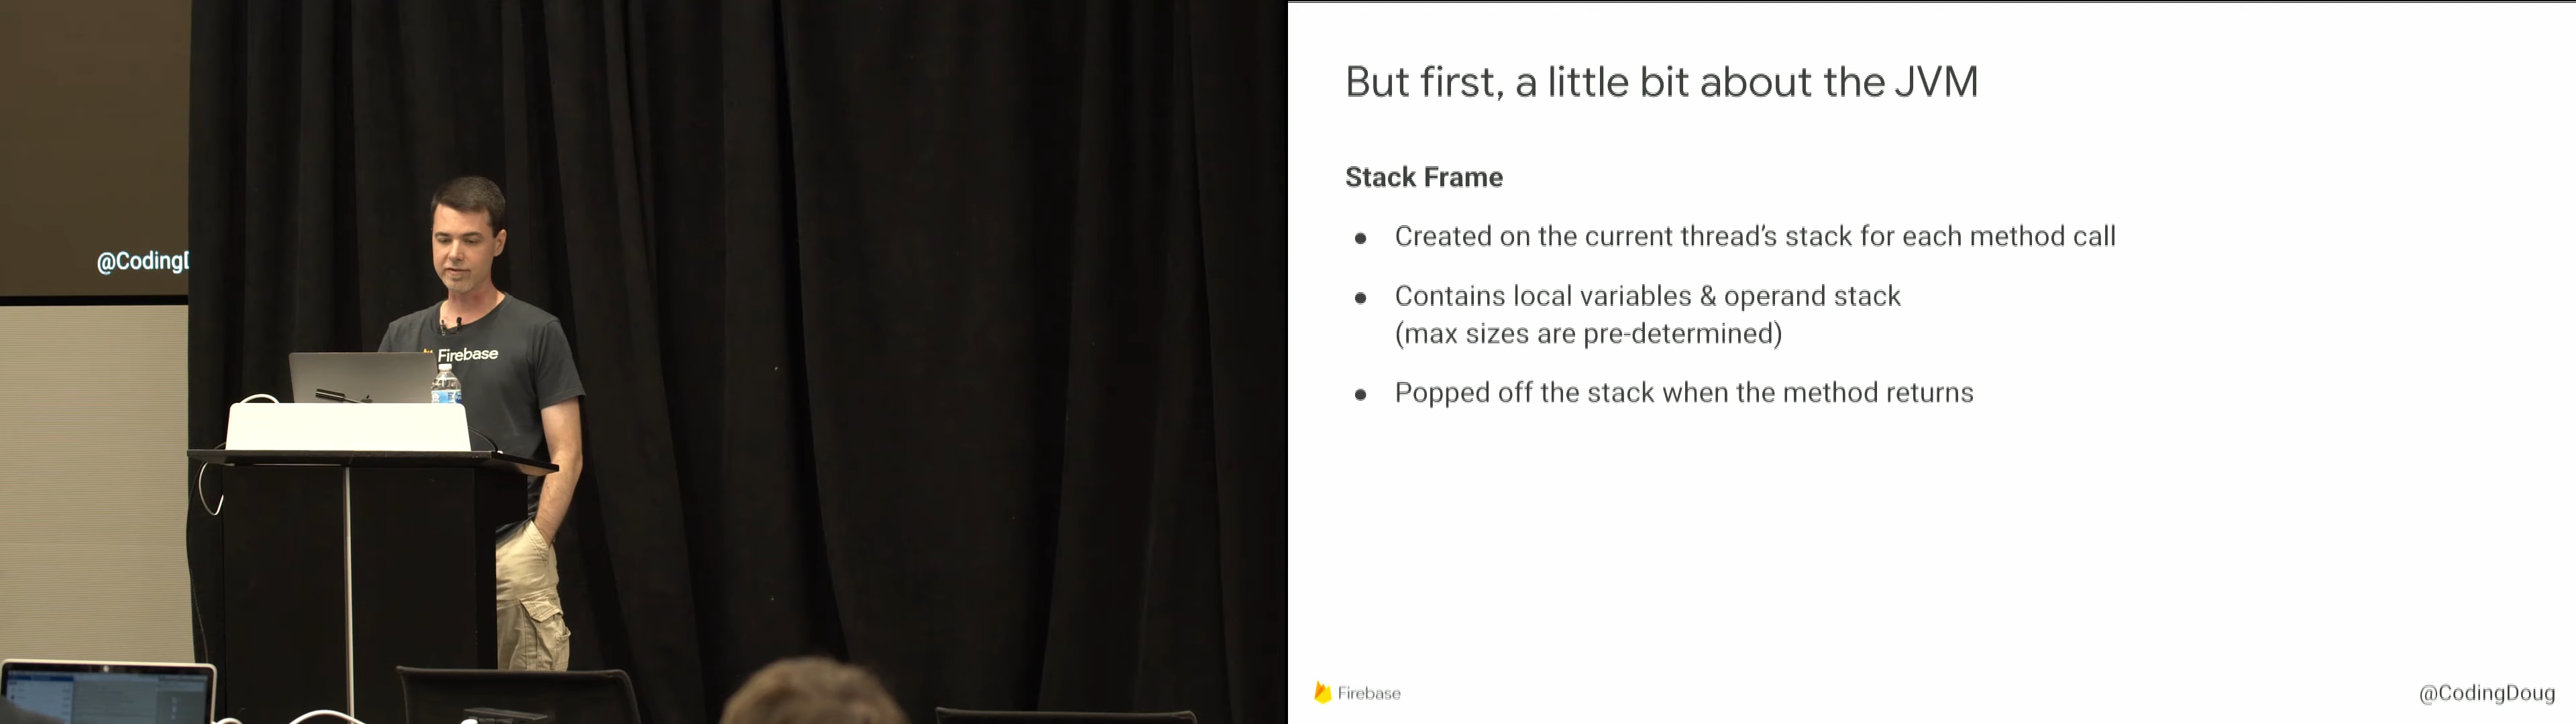 @CodingD
Firebase
But first, a little bit about the JVM
Stack Frame
● Created on the current thread’s stack for each method call
● Contains local variables & operand stack
(max sizes are pre-determined)
● Popped off the stack when the method returns
Firebase
@CodingDoug